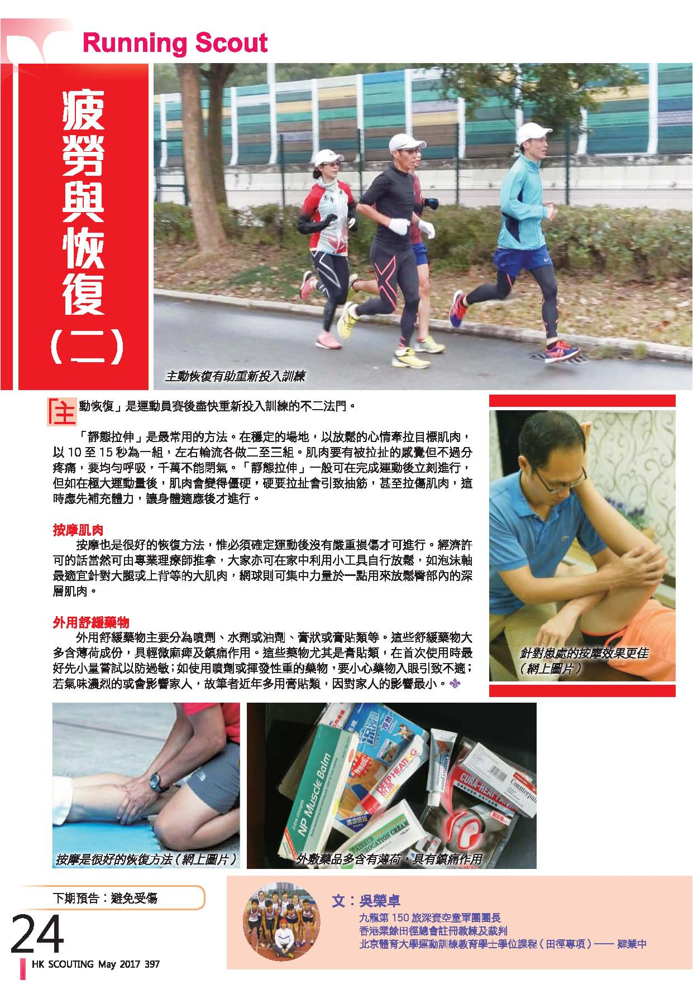 Running Scout
疲勞與恢復
（二）
主動恢復有助重新投入訓練
「主動恢復」是運動員賽後盡快重新投入訓練的不二法門。
「靜態拉伸」是最常用的方法。在穩定的場地，以放鬆的心情牽拉目標肌肉，
以 10 至 15 秒為一組，左右輪流各做二至三組。肌肉要有被拉扯的感覺但不過分
疼痛，要均勻呼吸，千萬不能閉氣。「靜態拉伸」一般可在完成運動後立刻進行，
但如在極大運動量後，肌肉會變得僵硬，硬要拉扯會引致抽筋，甚至拉傷肌肉，這
時應先補充體力，讓身體適應後才進行。
按摩肌肉
按摩也是很好的恢復方法，惟必須確定運動後沒有嚴重損傷才可進行。經濟許
可的話當然可由專業理療師推拿，大家亦可在家中利用小工具自行放鬆，如泡沫軸
最適宜針對大腿或上背等的大肌肉，網球則可集中力量於一點用來放鬆臀部內的深
層肌肉。
外用舒緩藥物
外用舒緩藥物主要分為噴劑、水劑或油劑、膏狀或膏貼類等。這些舒緩藥物大
多含薄荷成份，具輕微麻痺及鎮痛作用。這些藥物尤其是膏貼類，在首次使用時最
好先小量嘗試以防過敏；如使用噴劑或揮發性重的藥物，要小心藥物入眼引致不適；
若氣味濃烈的或會影響家人，故筆者近年多用膏貼類，因對家人的影響最小。
針對患處的按摩效果更佳
（網上圖片）
按摩是很好的恢復方法（網上圖片）
Extra strength
NP Muscle Balm
冷敷
DEEP HEATING
RUB
清涼感覺
Counterpain
CURA-HEAT
Counterpain
FAIRRUB
EMBROCATION CREAM
外敷藥品多含有薄荷，具有鎮痛作用
下期預告：避免受傷
文：吳榮卓
九龍第 150 旅深資空童軍團團長
香港業餘田徑總會註冊教練及裁判
北京體育大學運動訓練教育學士學位課程（田徑專項）—— 肄業中
24
HK SCOUTING May 2017 397